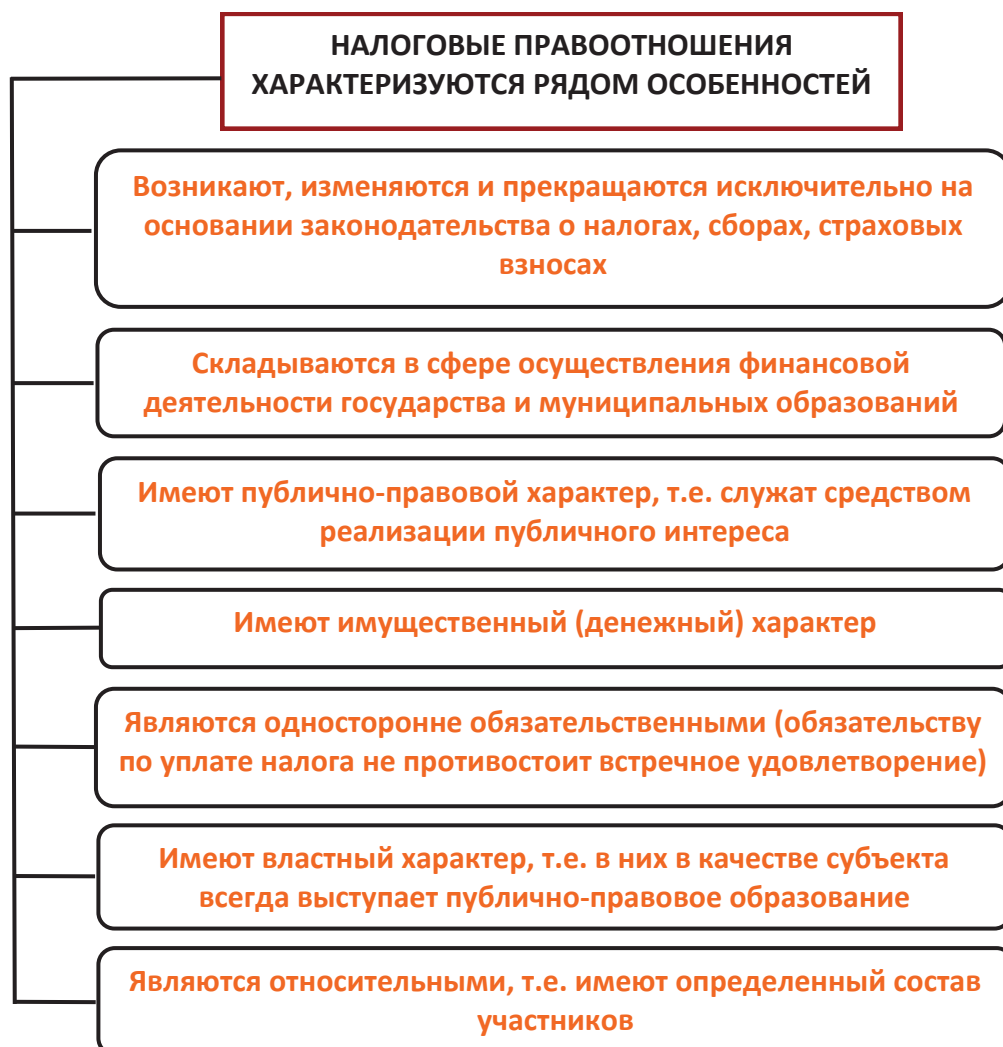 НАЛОГОВЫЕ ПРАВООТНОШЕНИЯ
ХАРАКТЕРИЗУЮТСЯ РЯДОМ ОСОБЕННОСТЕЙ
Возникают, изменяются и прекращаются исключительно на
основании законодательства о налогах, сборах, страховых
взносах
Складываются в сфере осуществления финансовой
деятельности государства и муниципальных образований
Имеют публично-правовой характер, т.е. служат средством
реализации публичного интереса
Имеют имущественный (денежный) характер
Являются односторонне обязательственными (обязательству
по уплате налога не противостоит встречное удовлетворение)
Имеют властный характер, т.е. в них в качестве субъекта
всегда выступает публично-правовое образование
Являются относительными, т.е. имеют определенный состав
участников